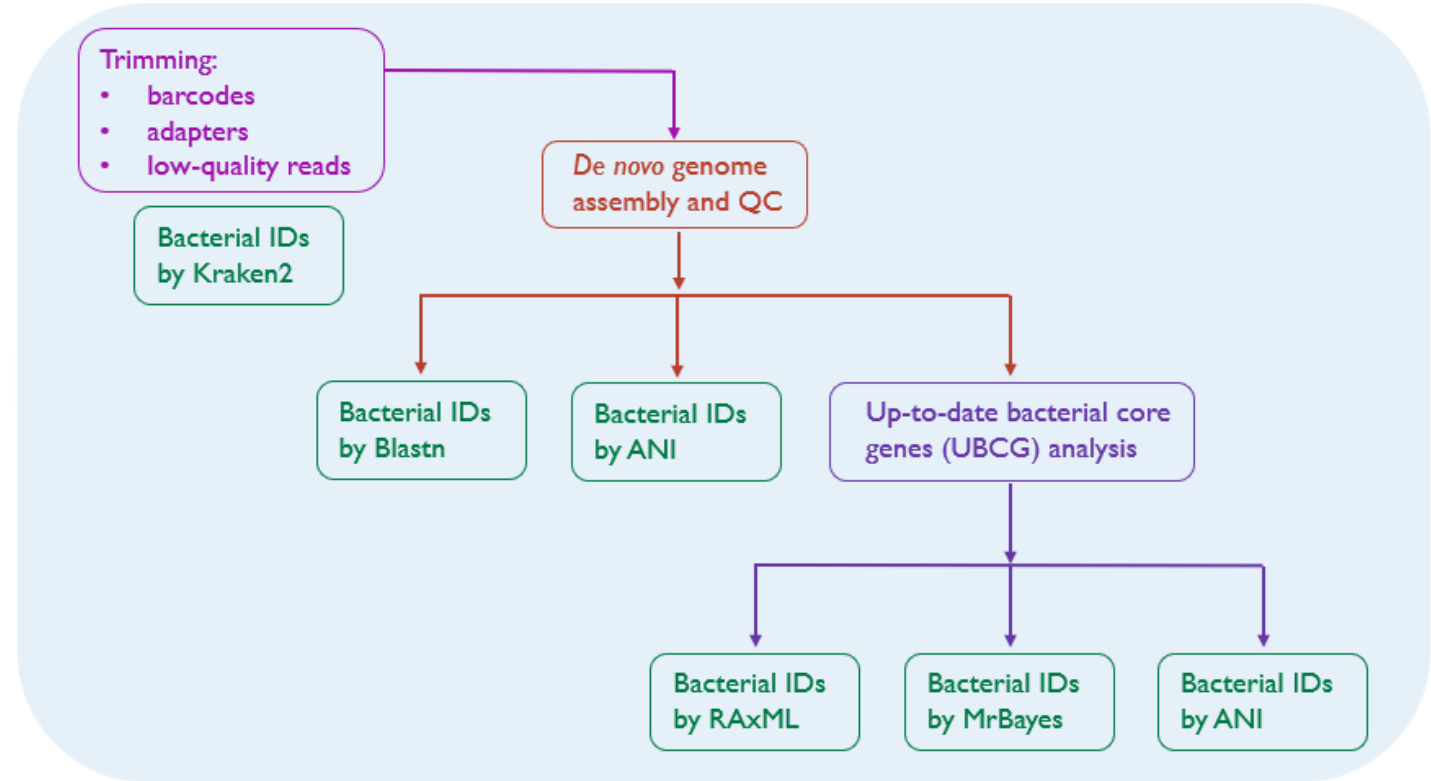 Trimming:
• barcodes
• adapters
• low-quality reads
De novo genome
assembly and QC
Bacterial IDs
by Kraken2
Bacterial IDs
by Blastn
Bacterial IDs
by ANI
Up-to-date bacterial core
genes (UBCG) analysis
Bacterial IDs
by RAxML
Bacterial IDs
by MrBayes
Bacterial IDs
by ANI